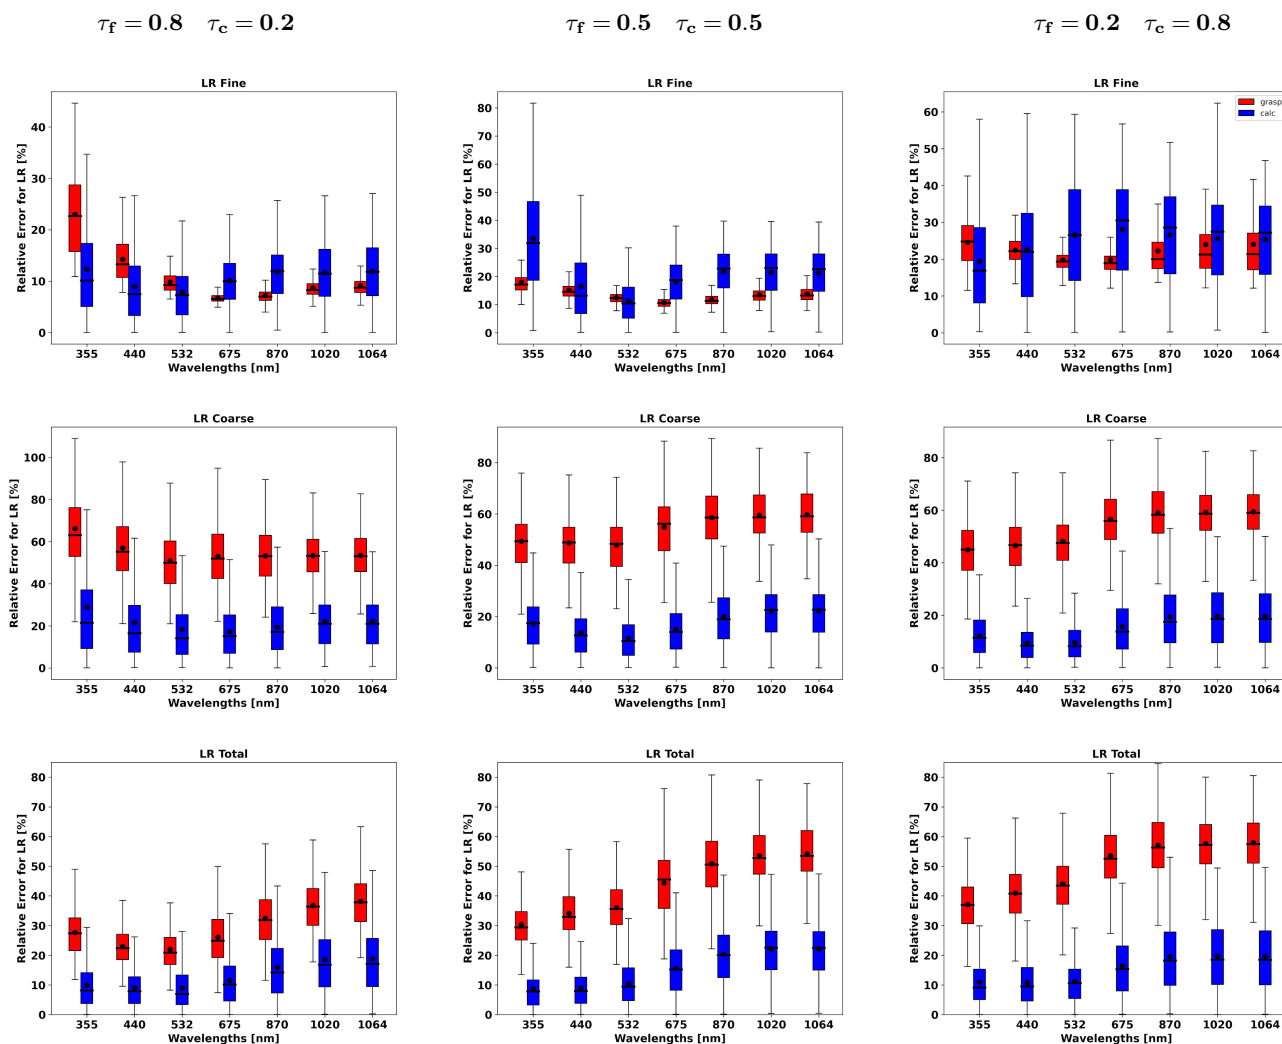 τf = 0.8 τc = 0.2
τf = 0.5 τc = 0.5
τf = 0.2 τc = 0.8
LR Fine
Relative Error for LR [%]
40
30
20
10
0
355 440 532 675 870 1020 1064
Wavelengths [nm]
LR Fine
Relative Error for LR [%]
80
70
60
50
40
30
20
10
0
355 440 532 675 870 1020 1064
Wavelengths [nm]
LR Fine
grasp
calc
Relative Error for LR [%]
60
50
40
30
20
10
0
355 440 532 675 870 1020 1064
Wavelengths [nm]
LR Coarse
Relative Error for LR [%]
100
80
60
40
20
0
355 440 532 675 870 1020 1064
Wavelengths [nm]
LR Coarse
Relative Error for LR [%]
80
60
40
20
0
355 440 532 675 870 1020 1064
Wavelengths [nm]
LR Coarse
Relative Error for LR [%]
80
60
40
20
0
355 440 532 675 870 1020 1064
Wavelengths [nm]
LR Total
Relative Error for LR [%]
80
70
60
50
40
30
20
10
0
355 440 532 675 870 1020 1064
Wavelengths [nm]
LR Total
Relative Error for LR [%]
80
70
60
50
40
30
20
10
0
355 440 532 675 870 1020 1064
Wavelengths [nm]
LR Total
Relative Error for LR [%]
80
70
60
50
40
30
20
10
0
355 440 532 675 870 1020 1064
Wavelengths [nm]